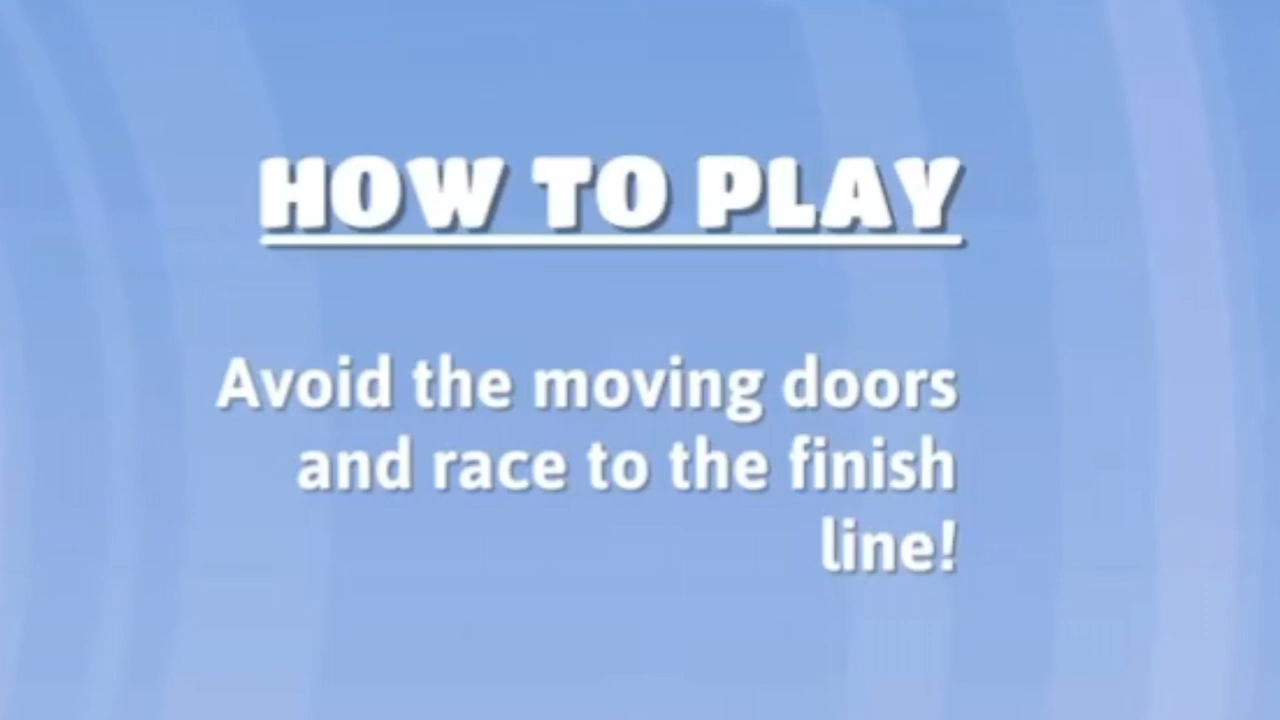 HOW TO PLAY
Avoid the moving doors
and race to the finish
line!